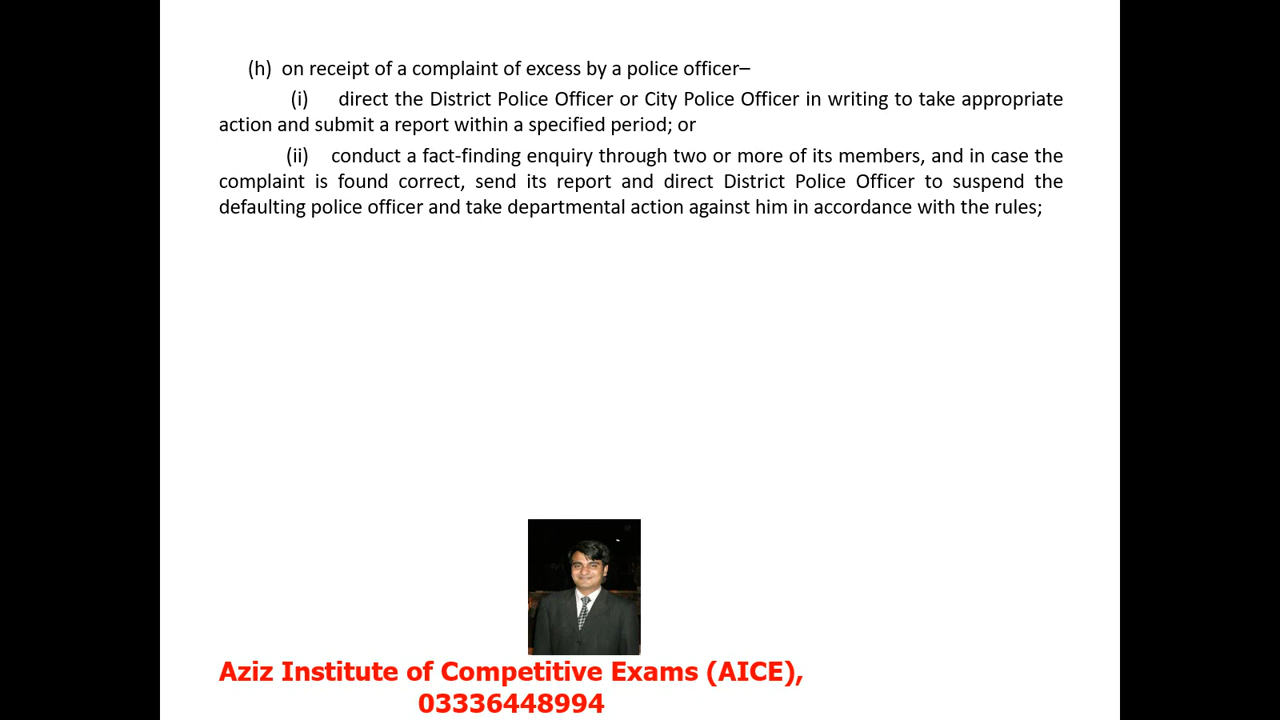 (h) on receipt of a complaint of excess by a police officer–
(i) direct the District Police Officer or City Police Officer in writing to take appropriate
action and submit a report within a specified period; or
(ii) conduct a fact-finding enquiry through two or more of its members, and in case the
complaint is found correct, send its report and direct District Police Officer to suspend the
defaulting police officer and take departmental action against him in accordance with the rules;
Aziz Institute of Competitive Exams (AICE),
03336448994